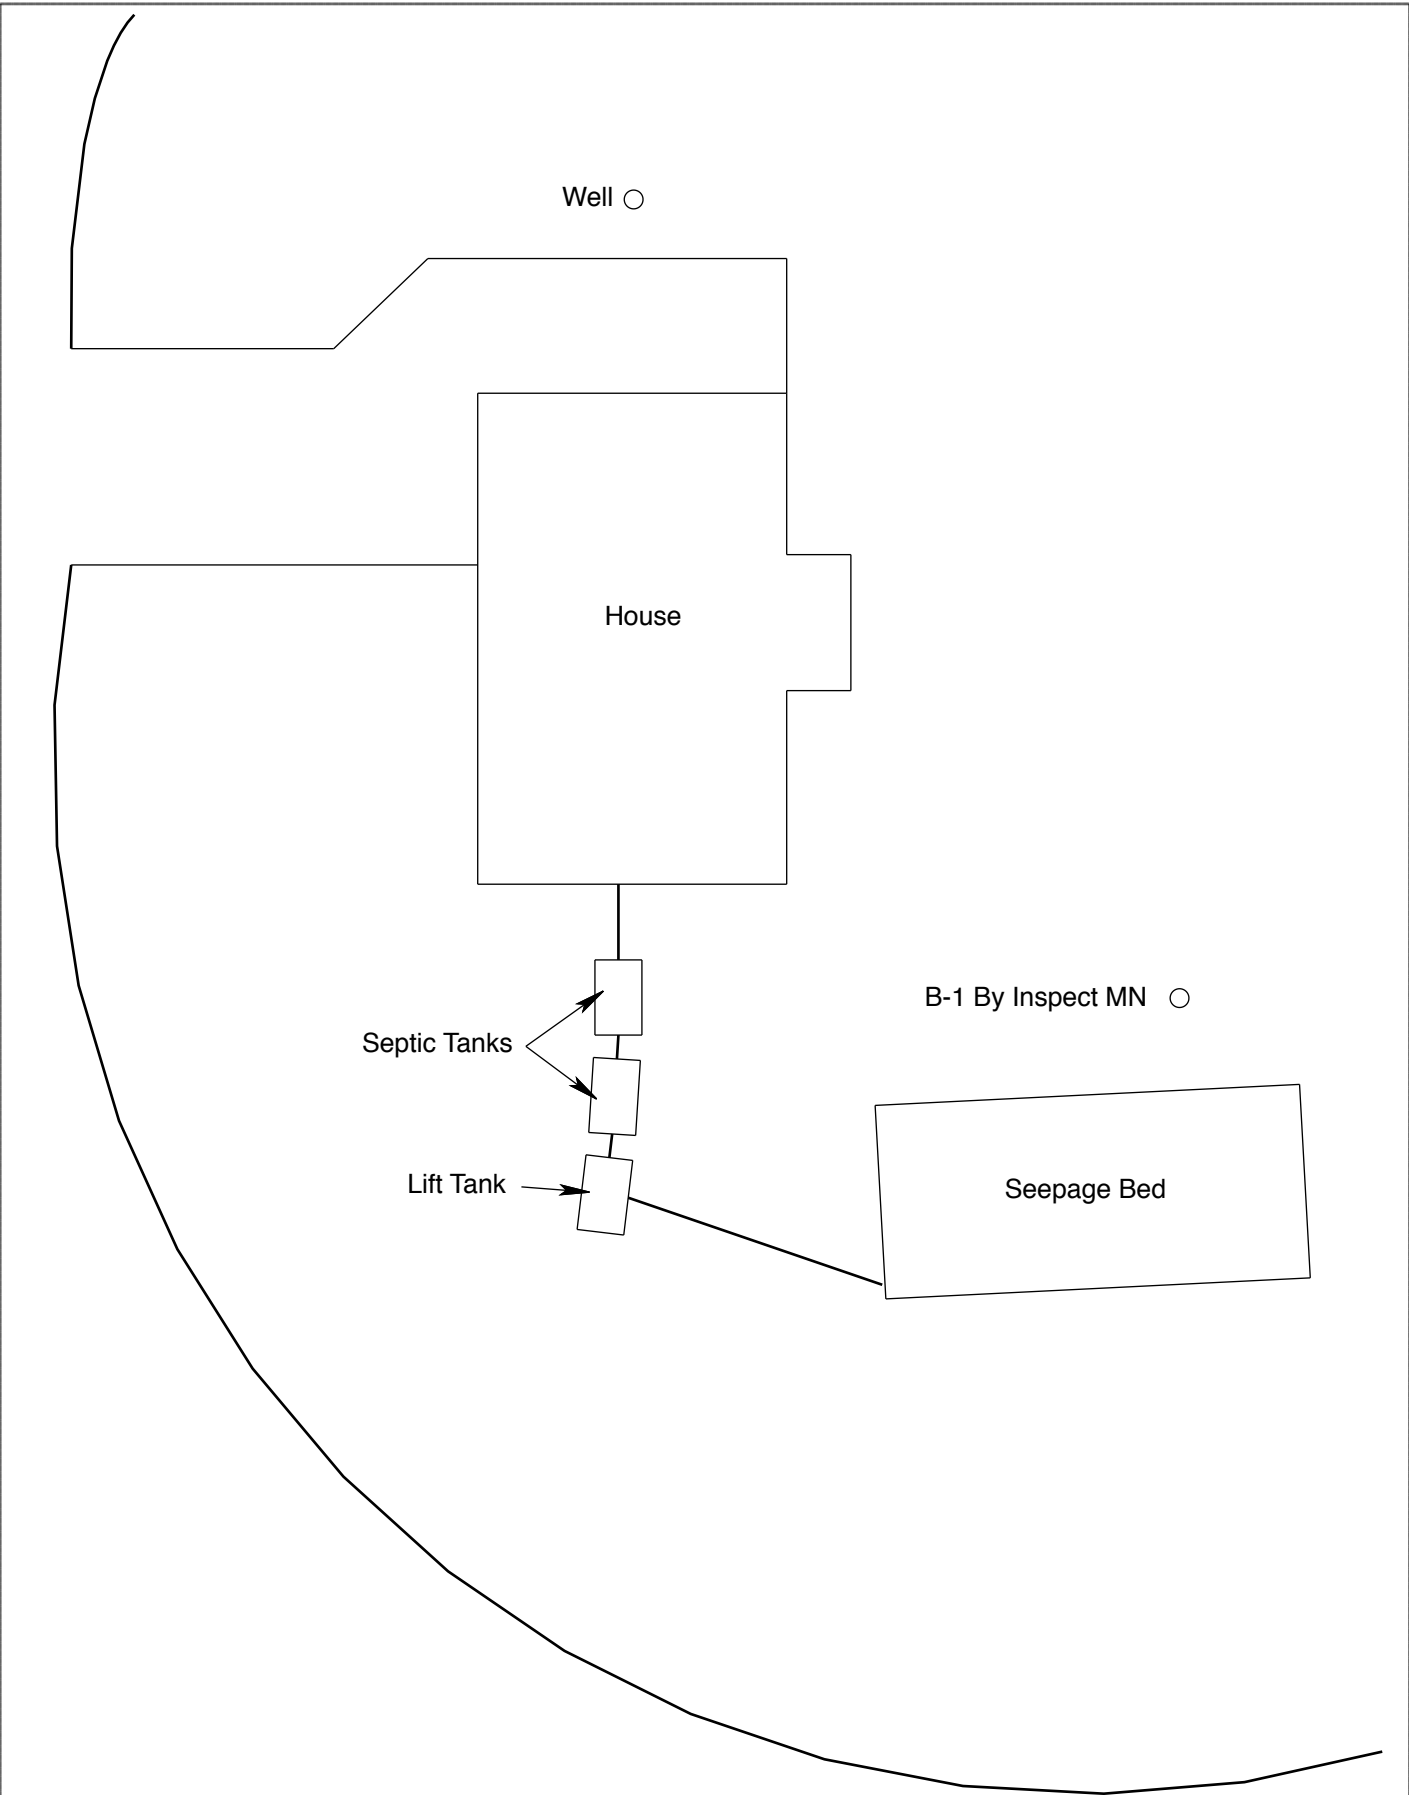 Well
House
B-1 By Inspect MN
Septic Tanks
Lift Tank
Seepage Bed